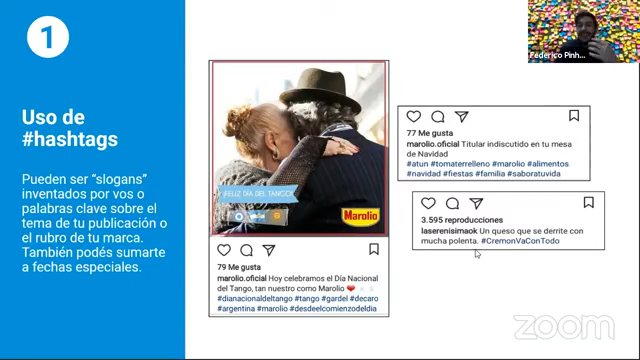 1
Uso de
#hashtags
Pueden ser “slogans”
inventados por vos o
palabras clave sobre el
tema de tu publicación o
el rubro de tu marca.
También podés sumarte
a fechas especiales.
¡FELIZ DÍA DEL TANGO!
Marolio
79 Me gusta
marolio.oficial Hoy celebramos el Día Nacional
del Tango, tan nuestro como Marolio
#dianacionaldeltango #tango #gardel #decaro
#argentina #marolio #desdeelcomienzodeldia
77 Me gusta
marolio.oficial Titular indiscutido en tu mesa
de Navidad
#atun #tomaterrelleno #marolio #alimentos
#navidad #fiestas #familia #saboratuvida
3.595 reproducciones
laserenisimaok Un queso que se derrite con
mucha polenta. #CremonVaConTodo
Federico Pinh...
zoom